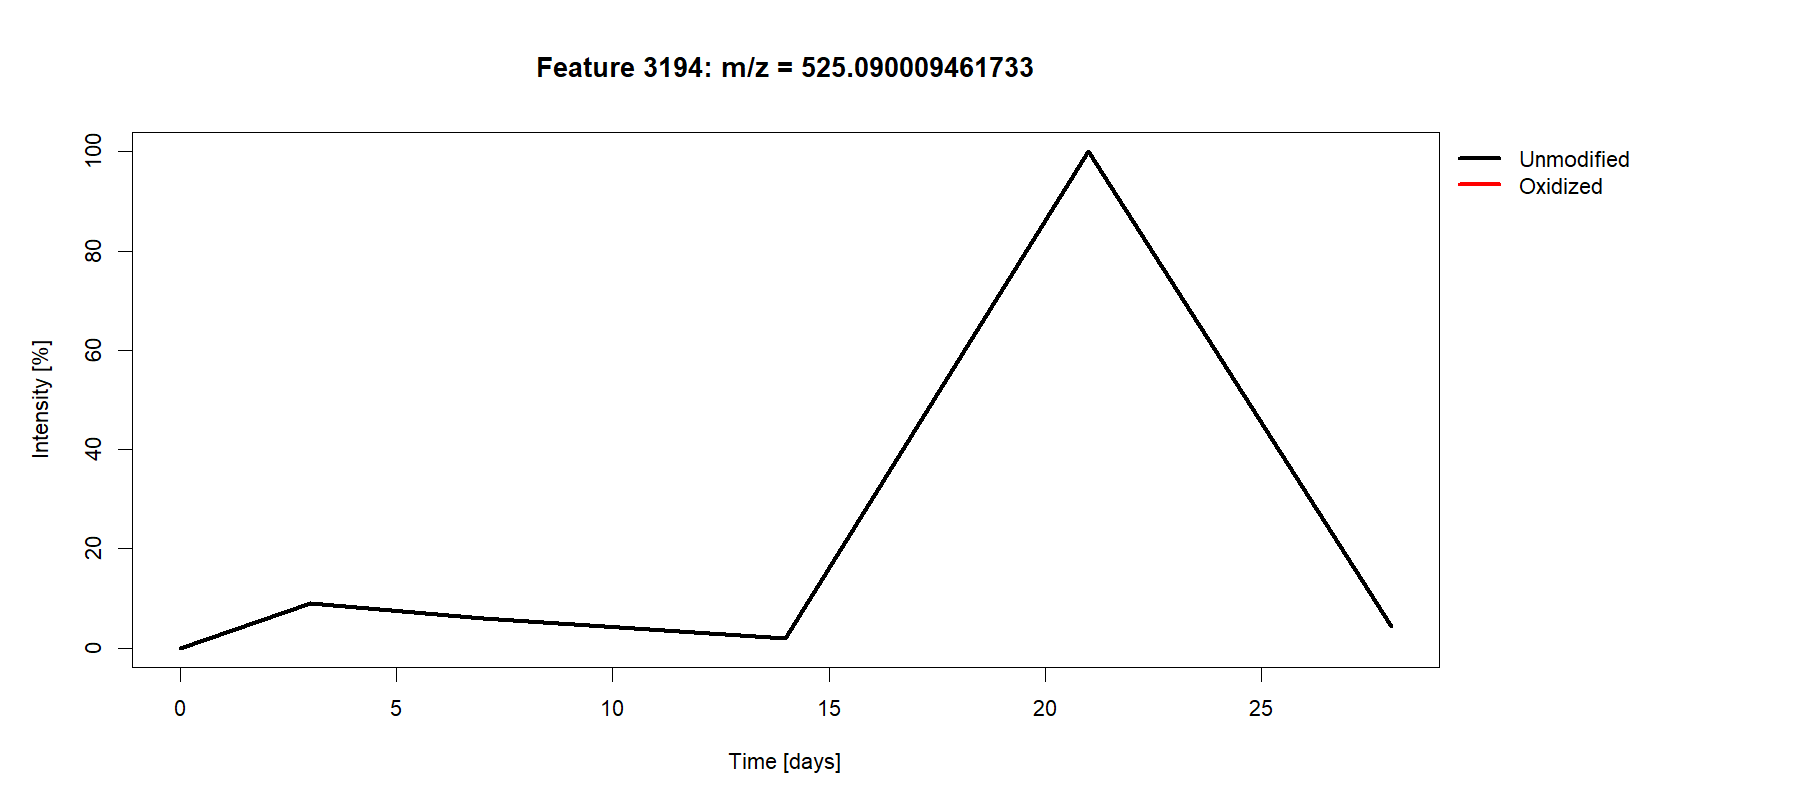 Feature 3194: m/z = 525.090009461733
Unmodified
Oxidized
Intensity [%]
100
80
60
40
20
0
0 5 10 15 20 25
Time [days]